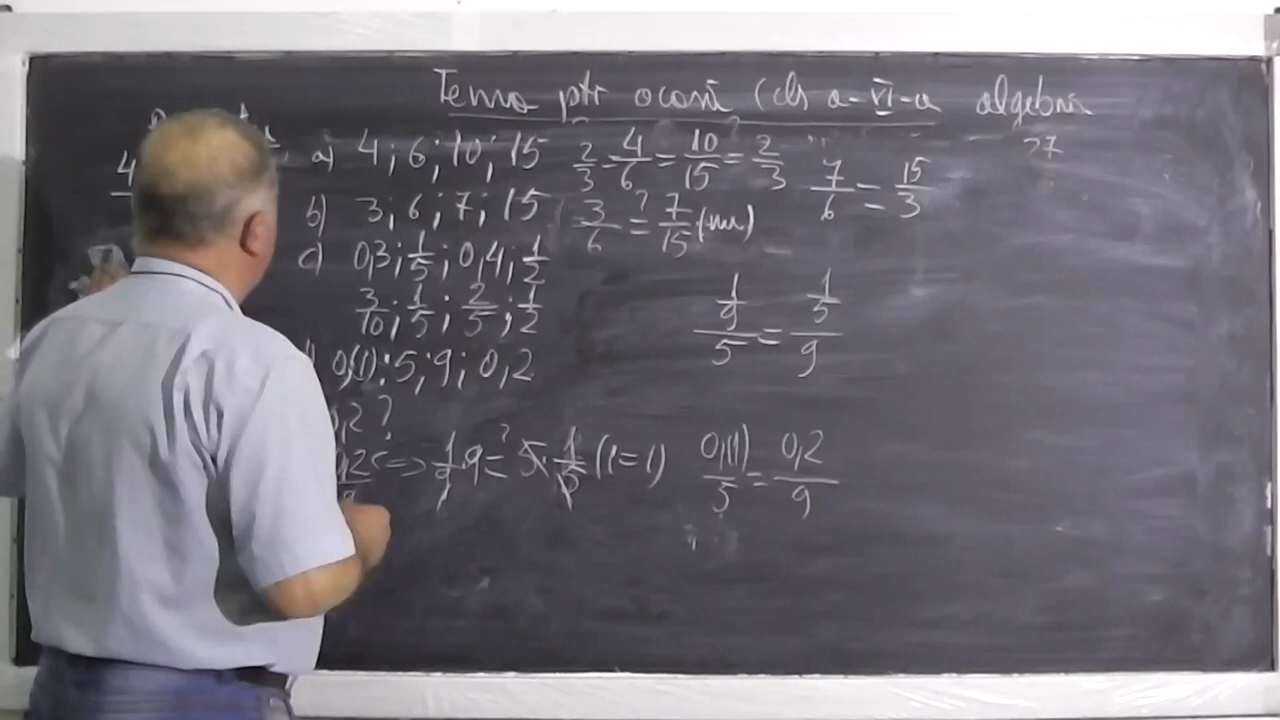 Tema ptr acasă (cls a-VI-a algebră
27
a) 4; 6; 10; 15 2/3 = 4/6 = 10/15 = 2/3 7/6 = 15/3
b) 3; 6; 7; 15 3/6 ?= 7/15 (nu)
c) 0,3; 1/5; 0,4; 1/2
3/10; 1/5; 2/5; 1/2 (1/9)/5 = (1/5)/9
0,(1); 5; 9; 0,2
?
=> 1/9 · 9 ?= 5 · 1/5 (1=1) 0,(1)/5 = 0,2/9
4